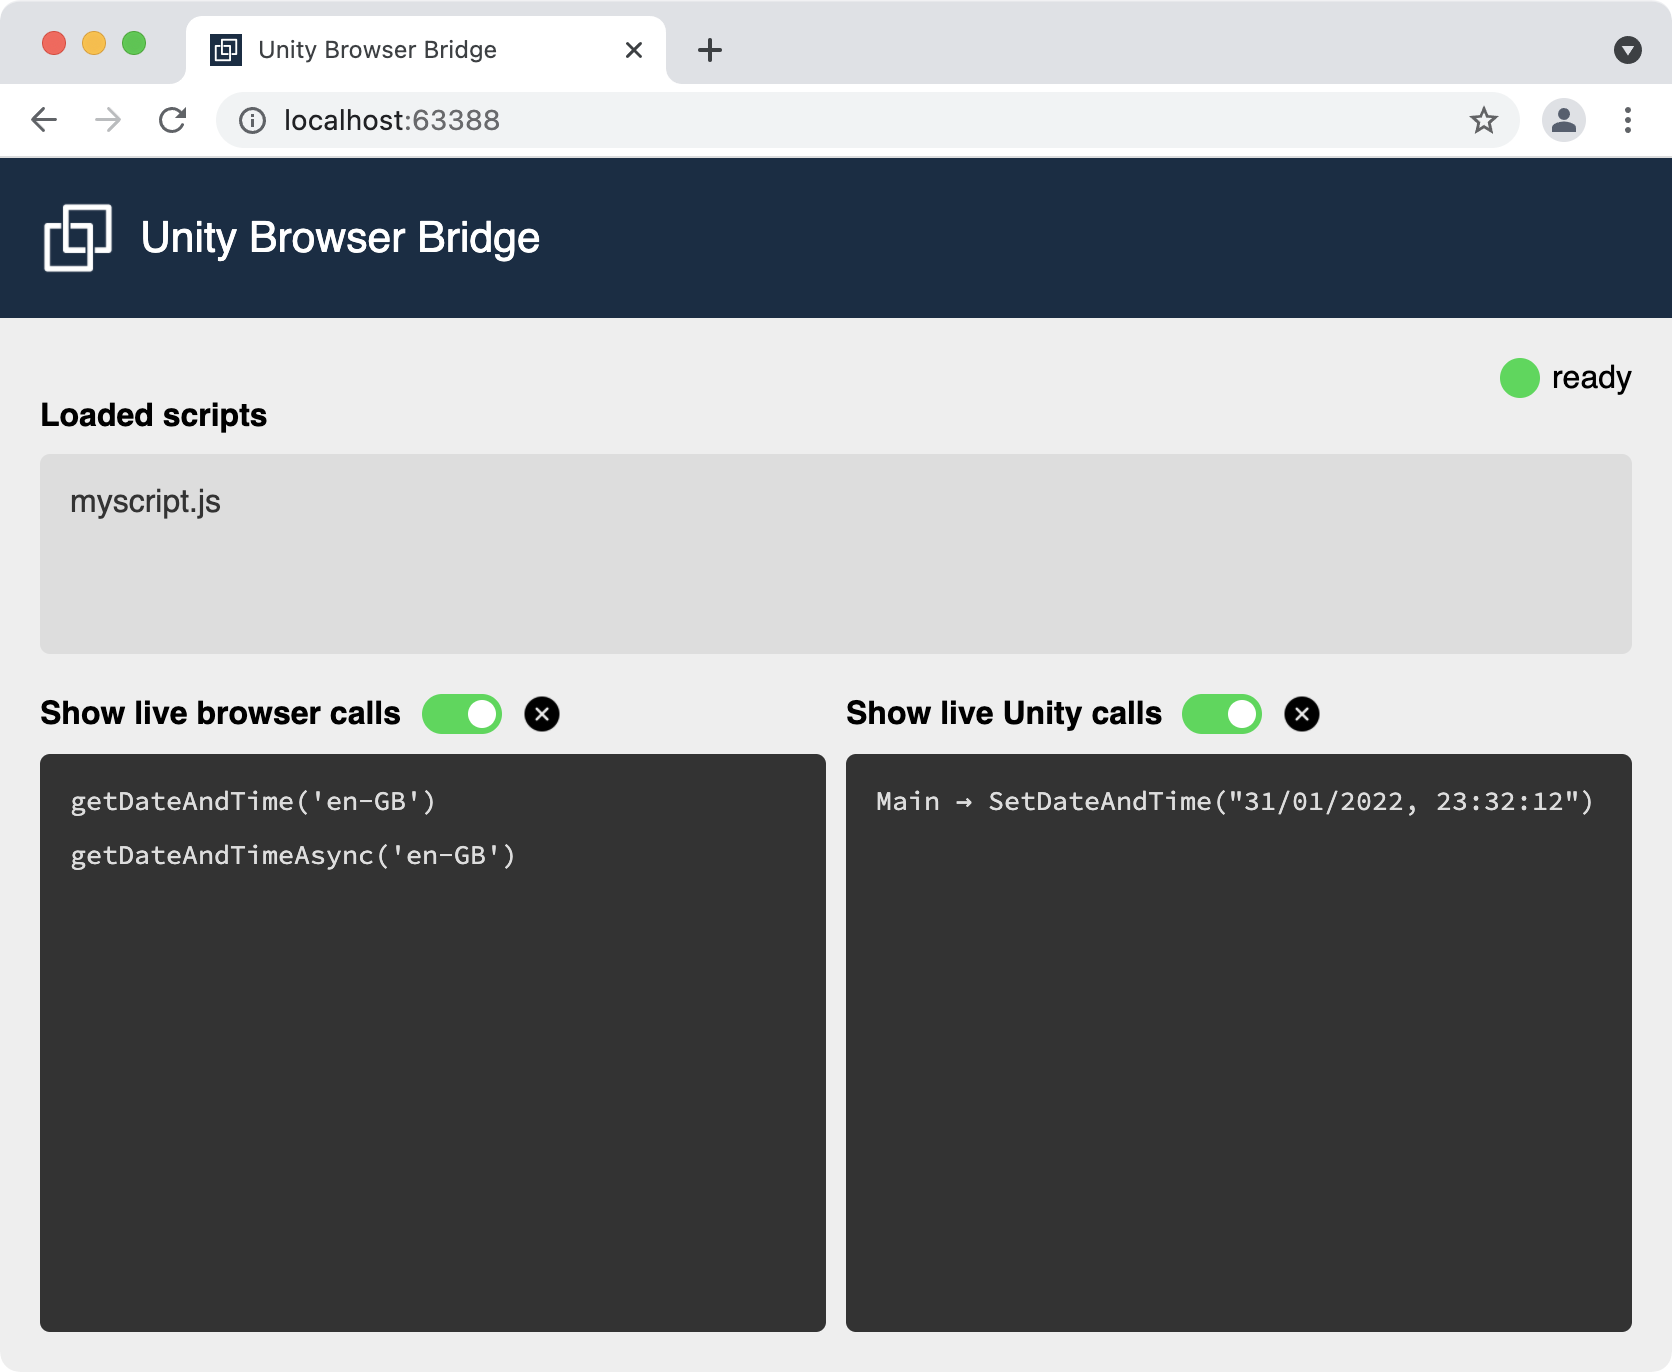 Unity Browser Bridge
localhost:63388
Unity Browser Bridge
ready
Loaded scripts
myscript.js
Show live browser calls
getDateAndTime('en-GB')
getDateAndTimeAsync('en-GB')
Show live Unity calls
Main → SetDateAndTime("31/01/2022, 23:32:12")